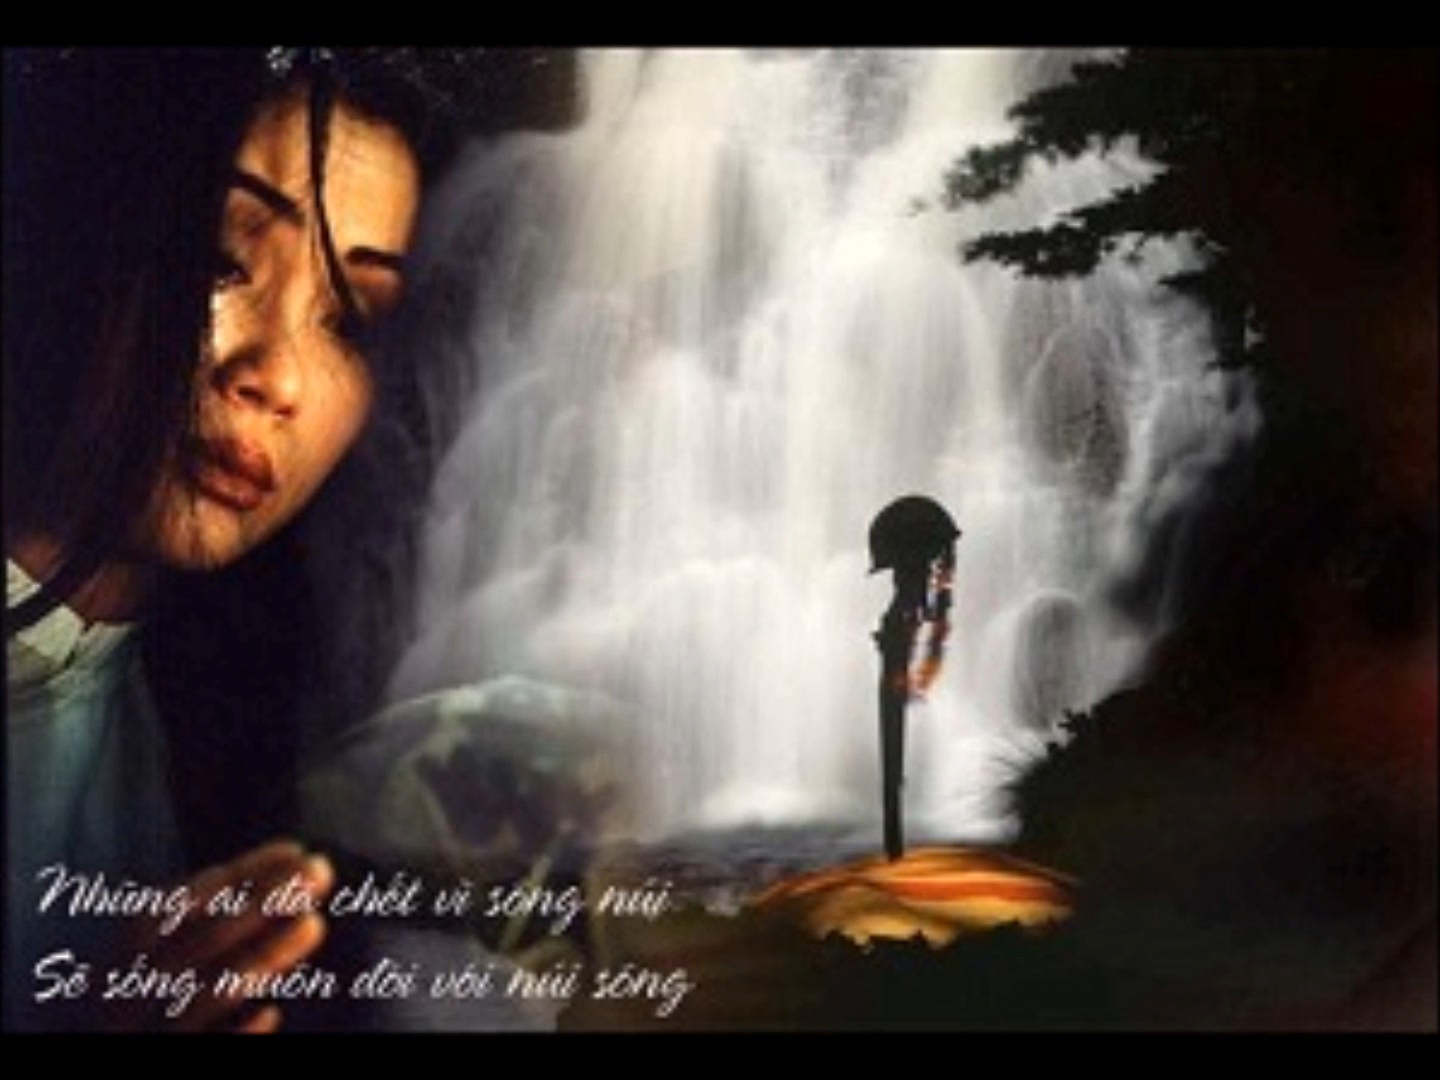 Những ai đã chết vì sông núi
Sẽ sống muôn đời với núi sông